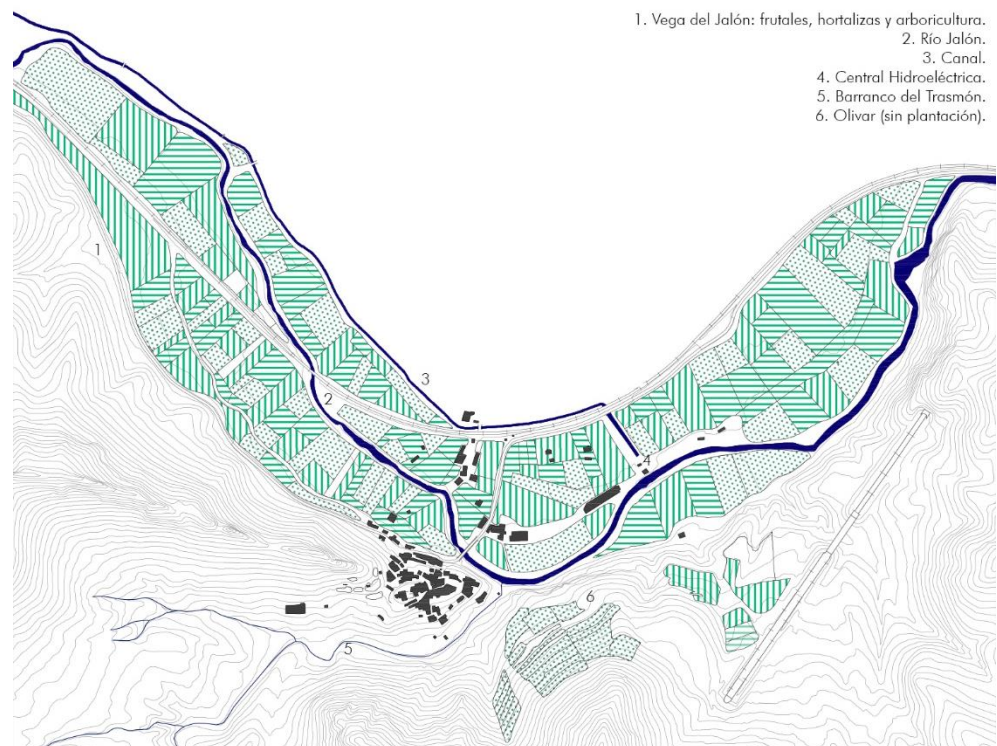 1. Vega del Jalón: frutales, hortalizas y arboricultura.
2. Río Jalón.
3. Canal.
4. Central Hidroeléctrica.
5. Barranco del Trasmón.
6. Olivar (sin plantación).
1
3
2
4
6
5